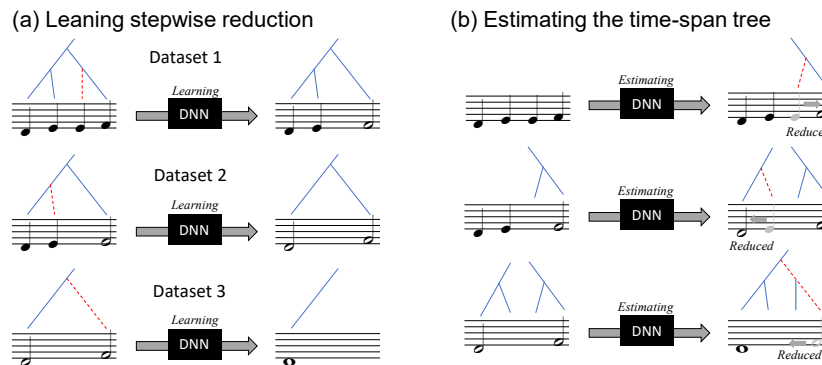 (a) Leaning stepwise reduction
(b) Estimating the time-span tree
Dataset 1
Learning
DNN
Estimating
DNN
Reduce
Dataset 2
Learning
DNN
Estimating
DNN
Reduced
Dataset 3
Learning
DNN
Estimating
DNN
Reduced